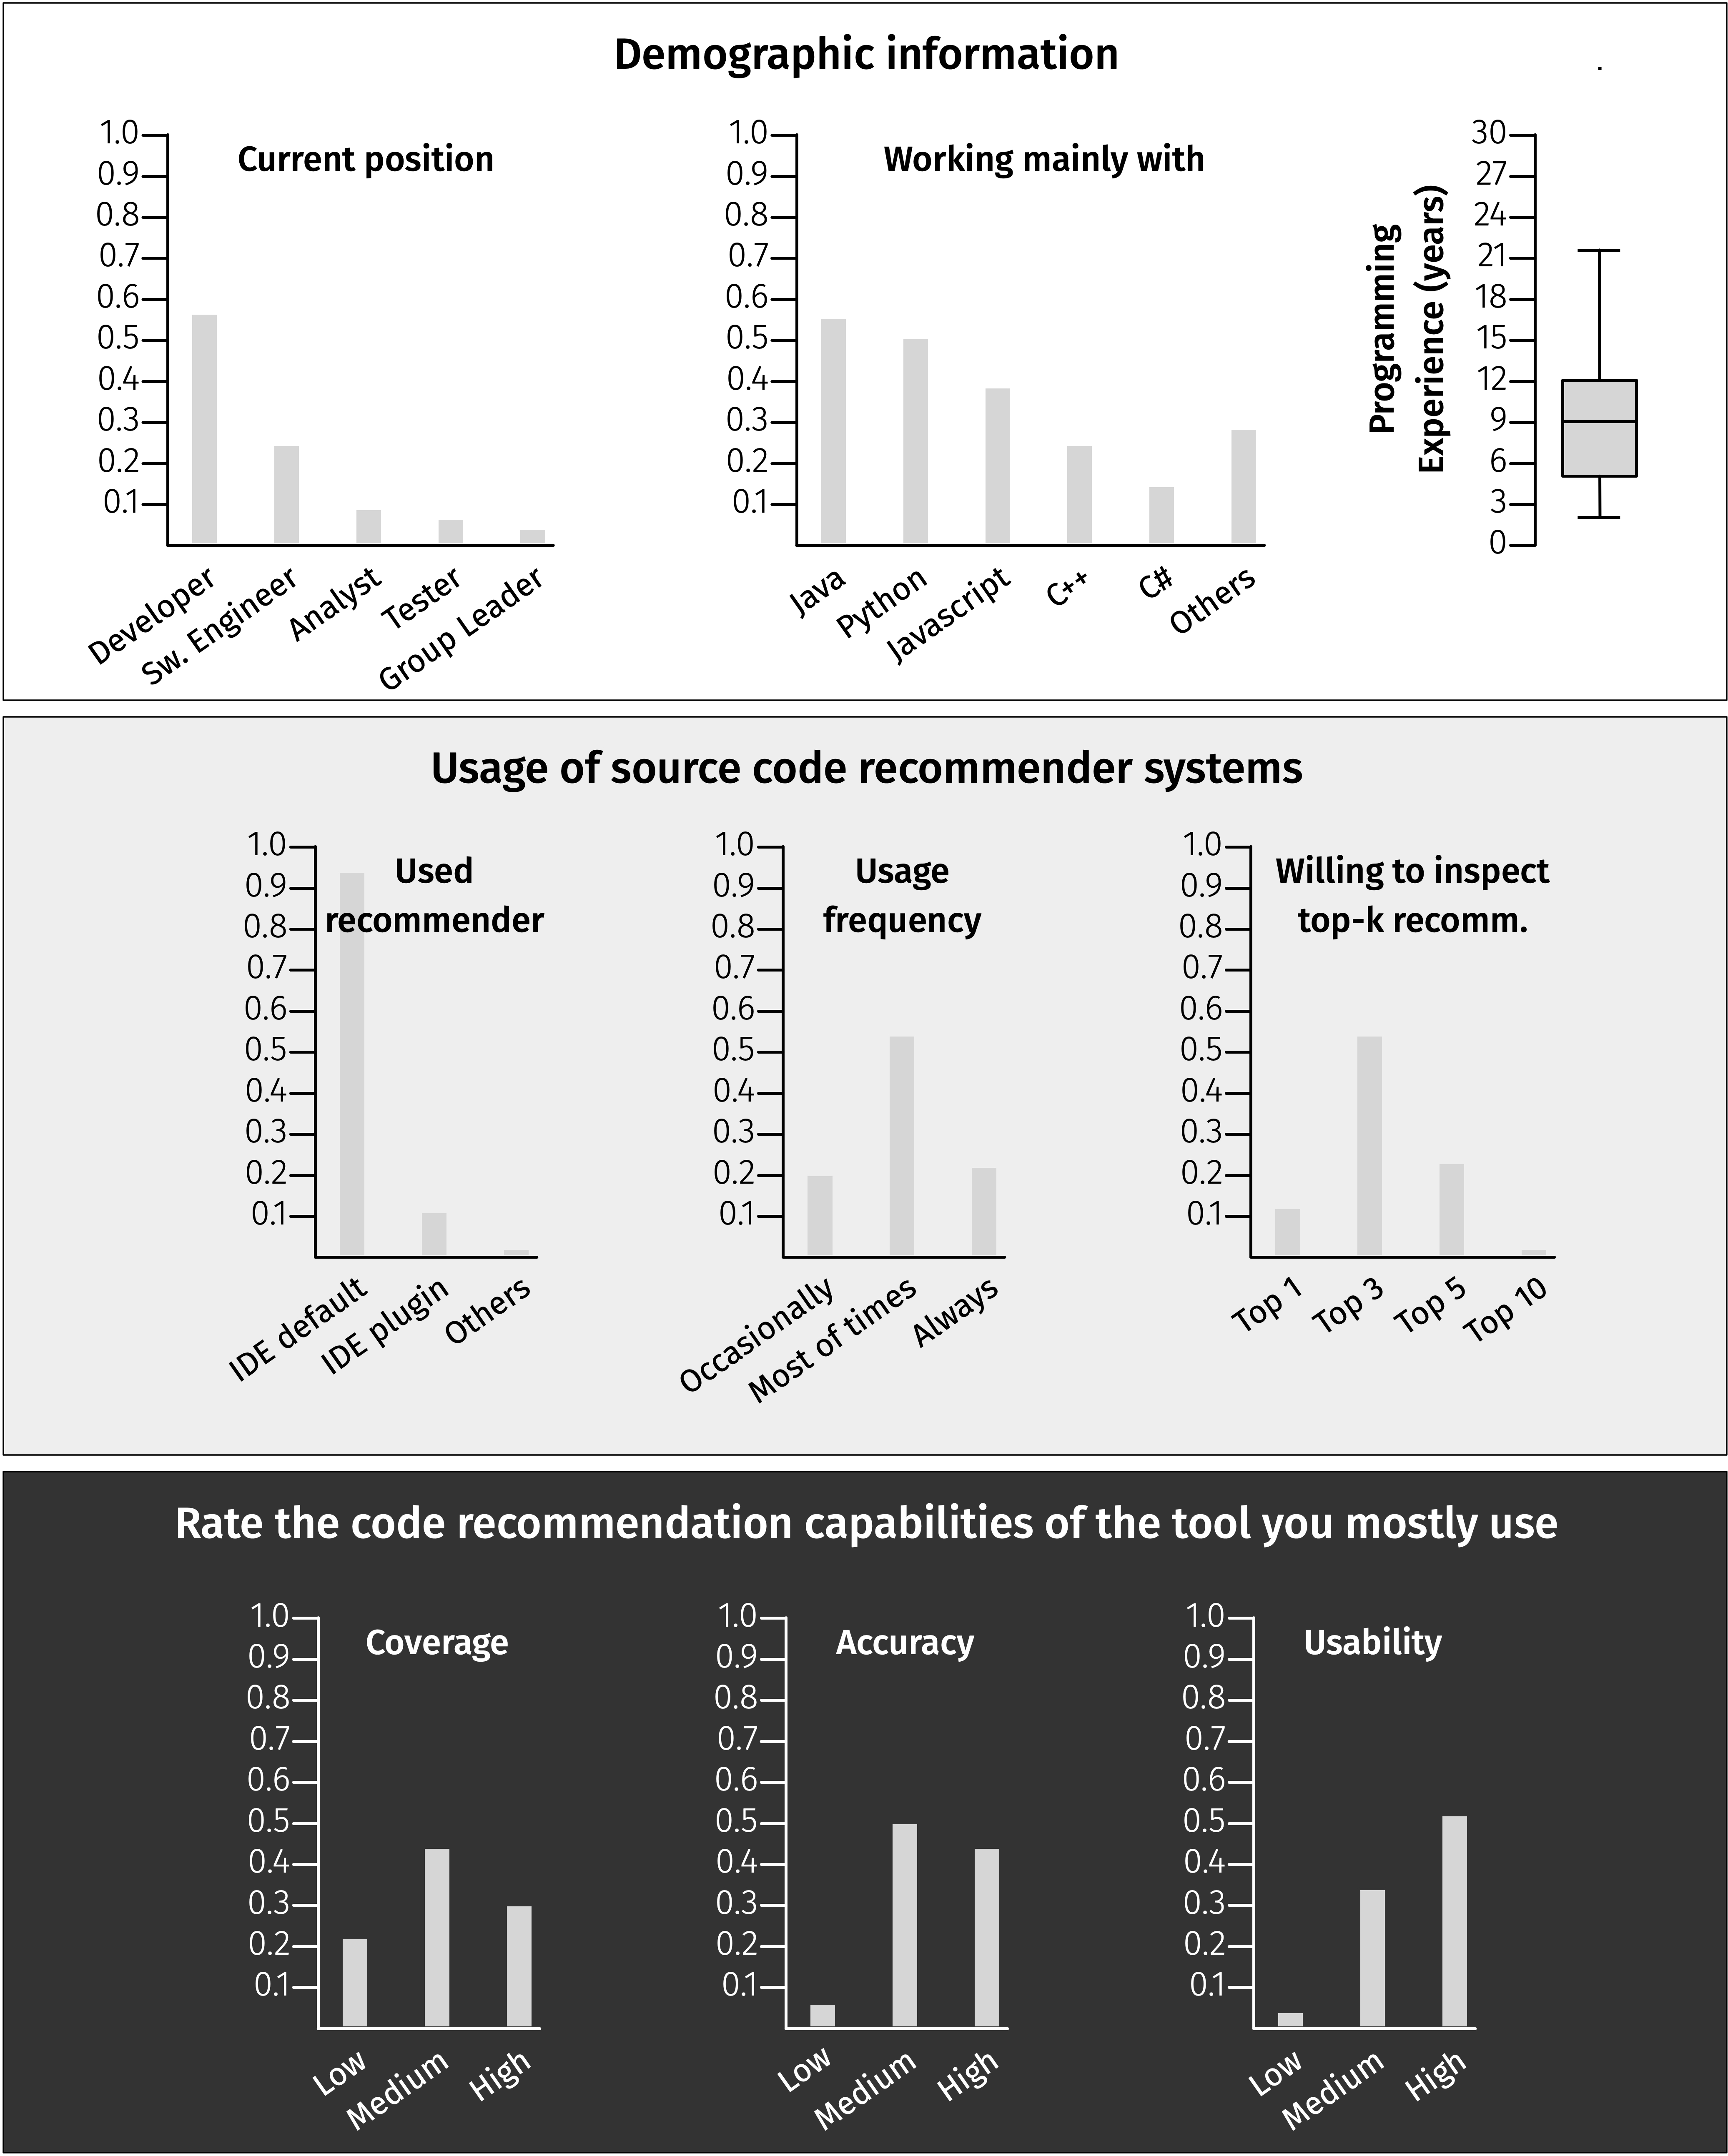 Demographic information
Current position
1.0
0.9
0.8
0.7
0.6
0.5
0.4
0.3
0.2
0.1
Developer
Sw. Engineer
Analyst
Tester
Group Leader
Working mainly with
1.0
0.9
0.8
0.7
0.6
0.5
0.4
0.3
0.2
0.1
Java
Python
Javascript
C++
C#
Others
Programming
Experience (years)
30
27
24
21
18
15
12
9
6
3
0
Usage of source code recommender systems
Used
recommender
1.0
0.9
0.8
0.7
0.6
0.5
0.4
0.3
0.2
0.1
IDE default
IDE plugin
Others
Usage
frequency
1.0
0.9
0.8
0.7
0.6
0.5
0.4
0.3
0.2
0.1
Occasionally
Most of times
Always
Willing to inspect
top-k recomm.
1.0
0.9
0.8
0.7
0.6
0.5
0.4
0.3
0.2
0.1
Top 1
Top 3
Top 5
Top 10
Rate the code recommendation capabilities of the tool you mostly use
Coverage
1.0
0.9
0.8
0.7
0.6
0.5
0.4
0.3
0.2
0.1
Low
Medium
High
Accuracy
1.0
0.9
0.8
0.7
0.6
0.5
0.4
0.3
0.2
0.1
Low
Medium
High
Usability
1.0
0.9
0.8
0.7
0.6
0.5
0.4
0.3
0.2
0.1
Low
Medium
High